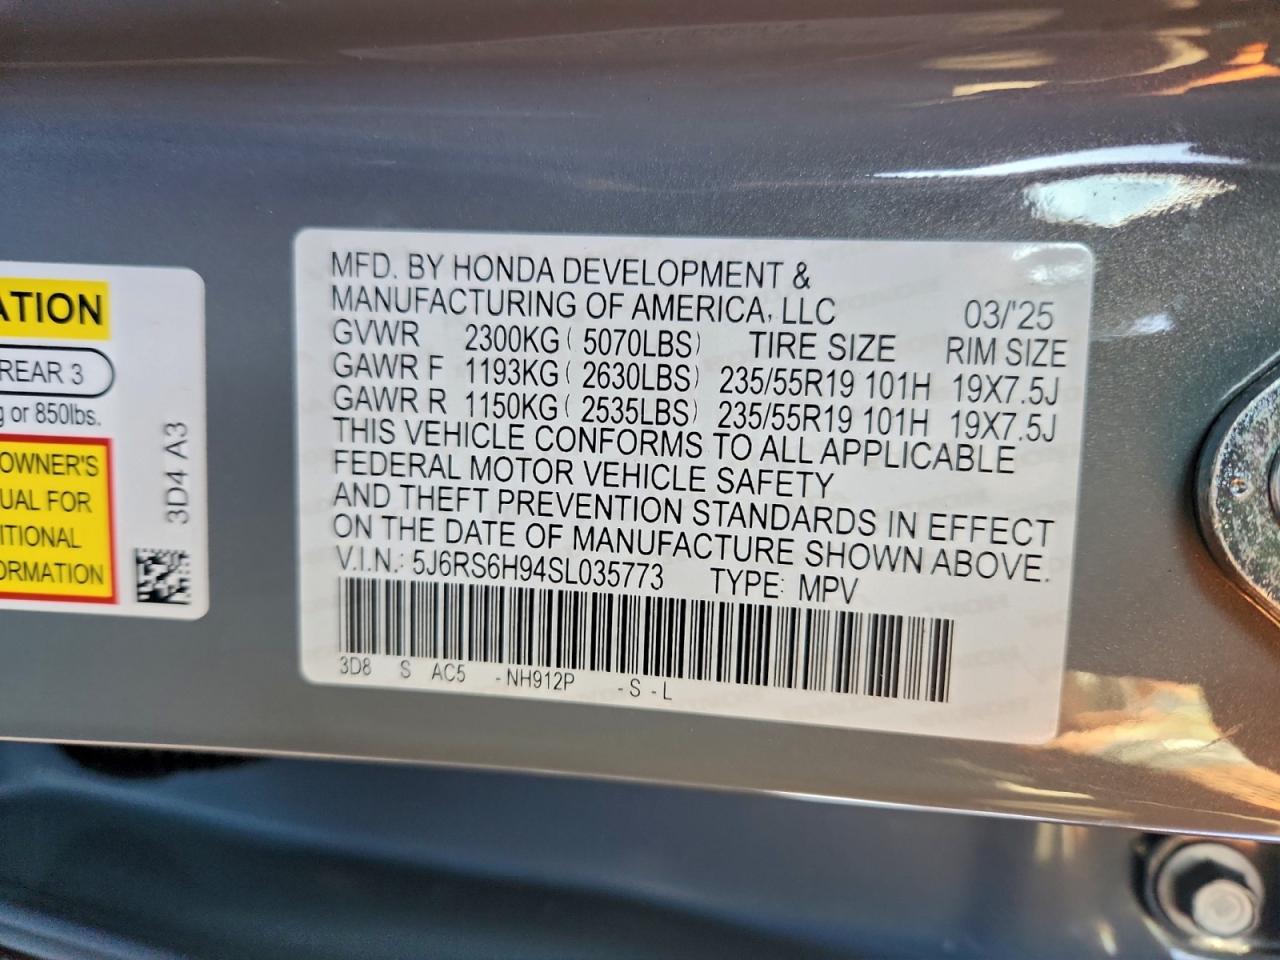 ATION
REAR 3
g or 850lbs.
OWNER'S
UAL FOR
ITIONAL
ORMATION
3D4 A3
MFD. BY HONDA DEVELOPMENT &
MANUFACTURING OF AMERICA, LLC 03/'25
GVWR 2300KG ( 5070LBS) TIRE SIZE RIM SIZE
GAWR F 1193KG ( 2630LBS) 235/55R19 101H 19X7.5J
GAWR R 1150KG ( 2535LBS) 235/55R19 101H 19X7.5J
THIS VEHICLE CONFORMS TO ALL APPLICABLE
FEDERAL MOTOR VEHICLE SAFETY
AND THEFT PREVENTION STANDARDS IN EFFECT
ON THE DATE OF MANUFACTURE SHOWN ABOVE.
V.I.N.: 5J6RS6H94SL035773 TYPE: MPV
3D8 S AC5 -NH912P -S -L